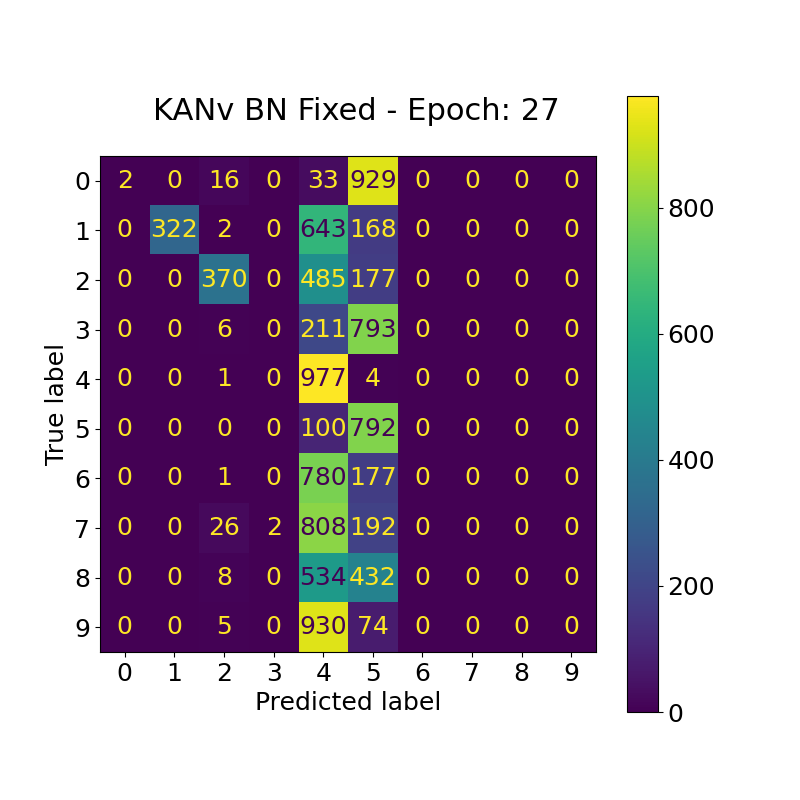 KANv BN Fixed - Epoch: 27
True label
0 2 0 16 0 33 929 0 0 0 0
1 0 322 2 0 643 168 0 0 0 0
2 0 0 370 0 485 177 0 0 0 0
3 0 0 6 0 211 793 0 0 0 0
4 0 0 1 0 977 4 0 0 0 0
5 0 0 0 0 100 792 0 0 0 0
6 0 0 1 0 780 177 0 0 0 0
7 0 0 26 2 808 192 0 0 0 0
8 0 0 8 0 534 432 0 0 0 0
9 0 0 5 0 930 74 0 0 0 0
0 1 2 3 4 5 6 7 8 9
Predicted label
800
600
400
200
0